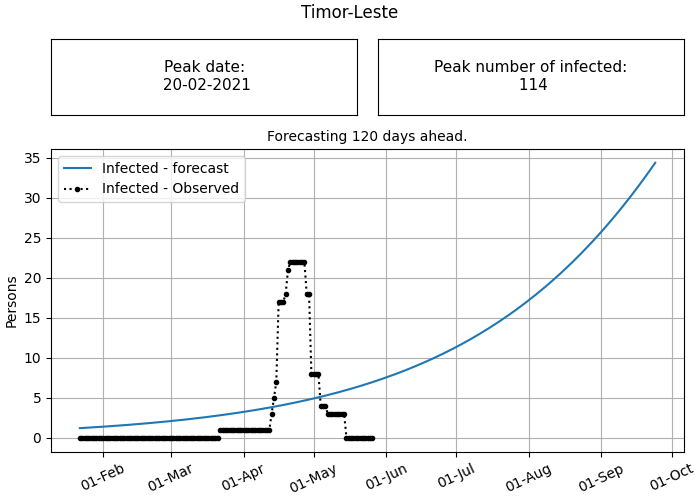 Timor-Leste
Peak date:
20-02-2021
Peak number of infected:
114
Forecasting 120 days ahead.
Infected - forecast
Infected - Observed
Persons
35
30
25
20
15
10
5
0
01-Feb
01-Mar
01-Apr
01-May
01-Jun
01-Jul
01-Aug
01-Sep
01-Oct